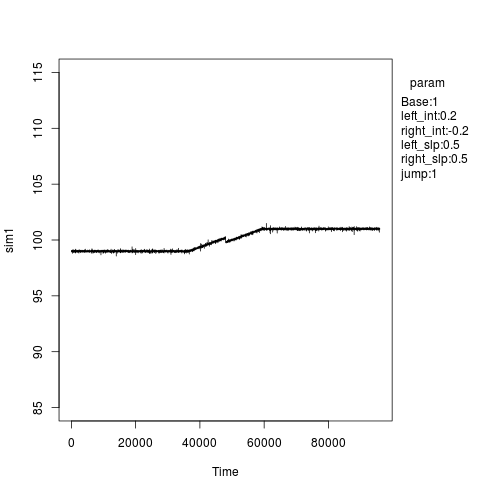 param
Base:1
left_int:0.2
right_int:-0.2
left_slp:0.5
right_slp:0.5
jump:1
sim1
115
110
105
100
95
90
85
0 20000 40000 60000 80000
Time